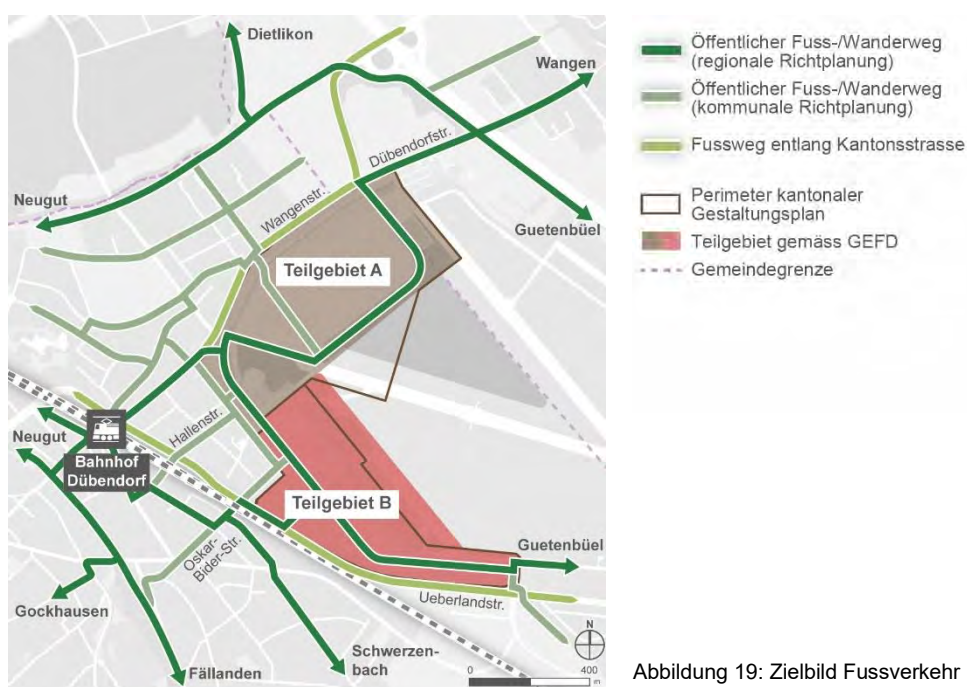 Dietlikon
Wangen
Dübendorfstr.
Neugut
Wangenstr.
Guetenbüel
Teilgebiet A
Hallenstr.
Neugut
Bahnhof
Dübendorf
Teilgebiet B
Guetenbüel
Oskar-
Bider-Str.
Ueberlandstr.
Gockhausen
Fällanden
Schwerzen-
bach
N
0 400
m
Öffentlicher Fuss-/Wanderweg
(regionale Richtplanung)
Öffentlicher Fuss-/Wanderweg
(kommunale Richtplanung)
Fussweg entlang Kantonsstrasse
Perimeter kantonaler
Gestaltungsplan
Teilgebiet gemäss GEFD
Gemeindegrenze
Abbildung 19: Zielbild Fussverkehr